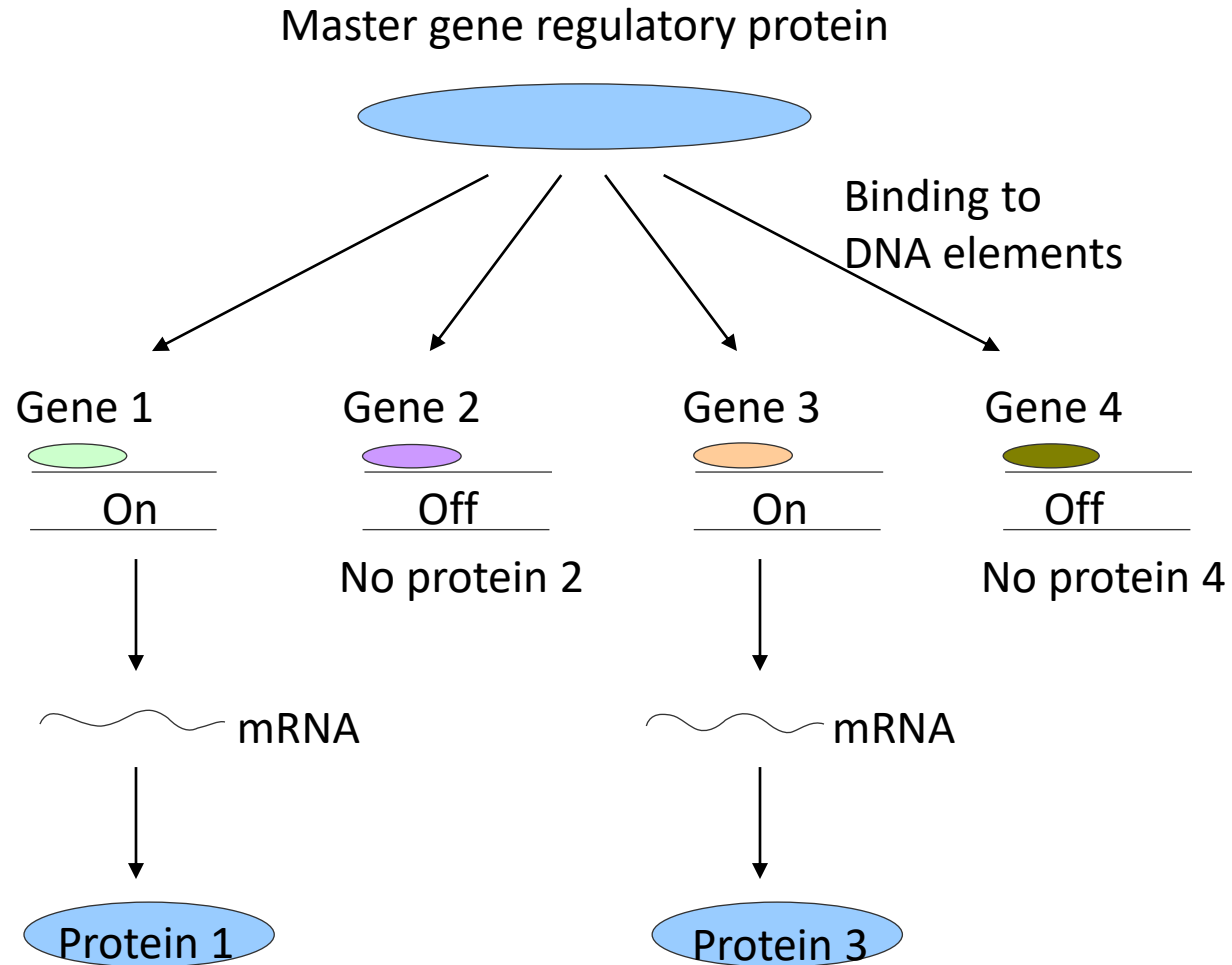 Master gene regulatory protein
Binding to
DNA elements
Gene 1
Gene 2
Gene 3
Gene 4
On
Off
On
Off
No protein 2
No protein 4
mRNA
mRNA
Protein 1
Protein 3